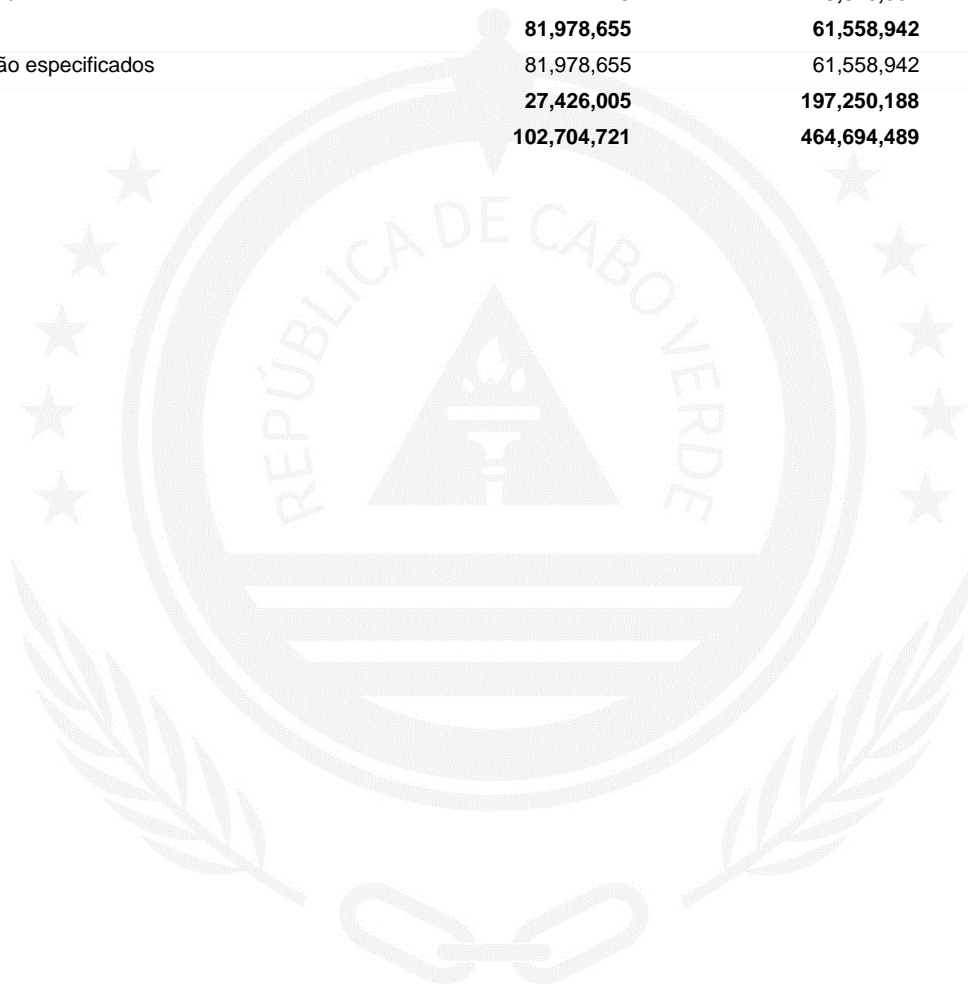 81,978,655 61,558,942
ão especificados 81,978,655 61,558,942
27,426,005 197,250,188
102,704,721 464,694,489
REPÚBLICA DE CABO VERDE